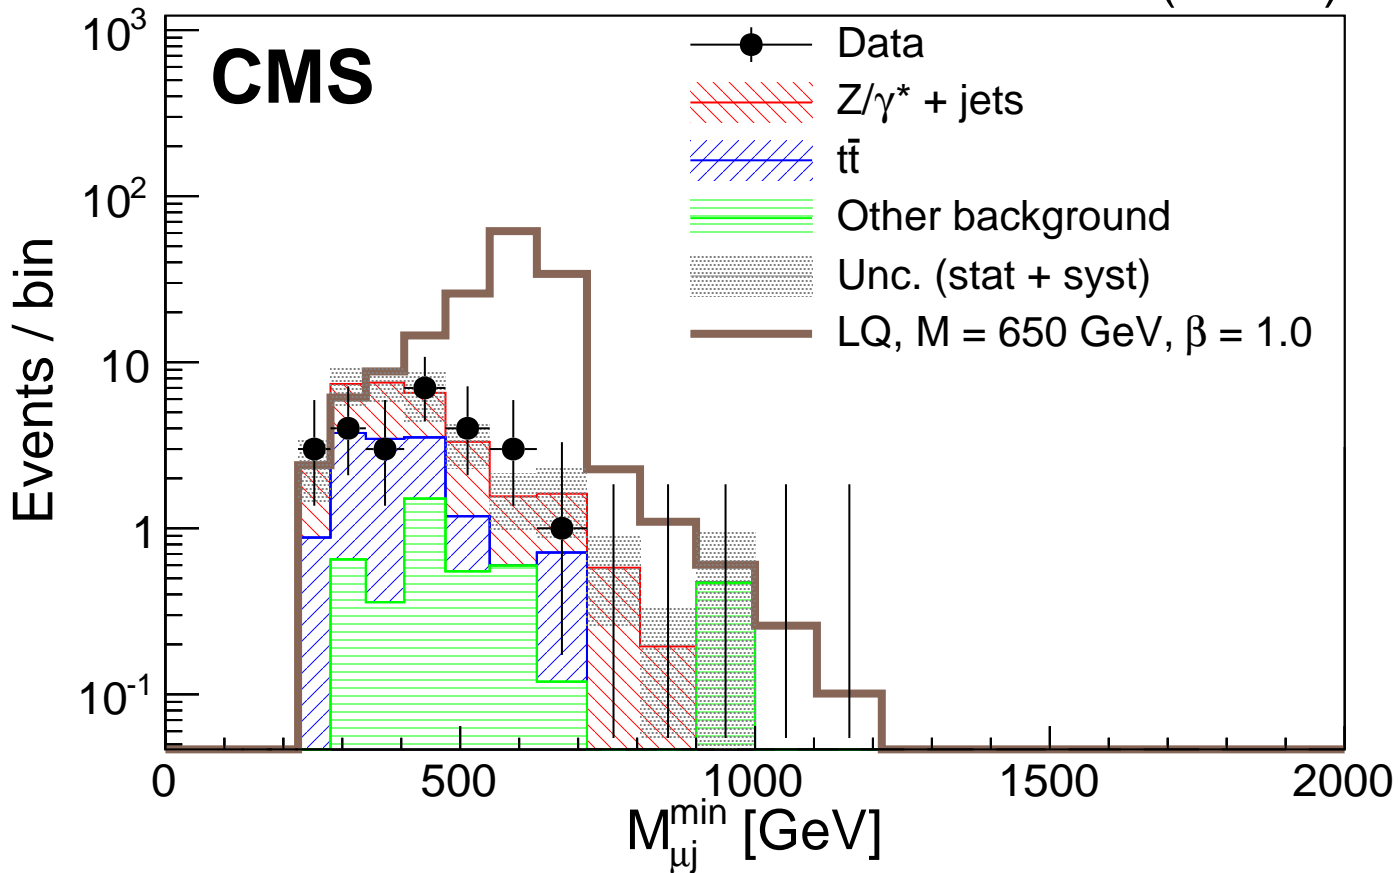 CMS
Data
Z/γ* + jets
tt̄
Other background
Unc. (stat + syst)
LQ, M = 650 GeV, β = 1.0
Events / bin
10³
10²
10
1
10⁻¹
0 500 1000 1500 2000
M_μj^min [GeV]